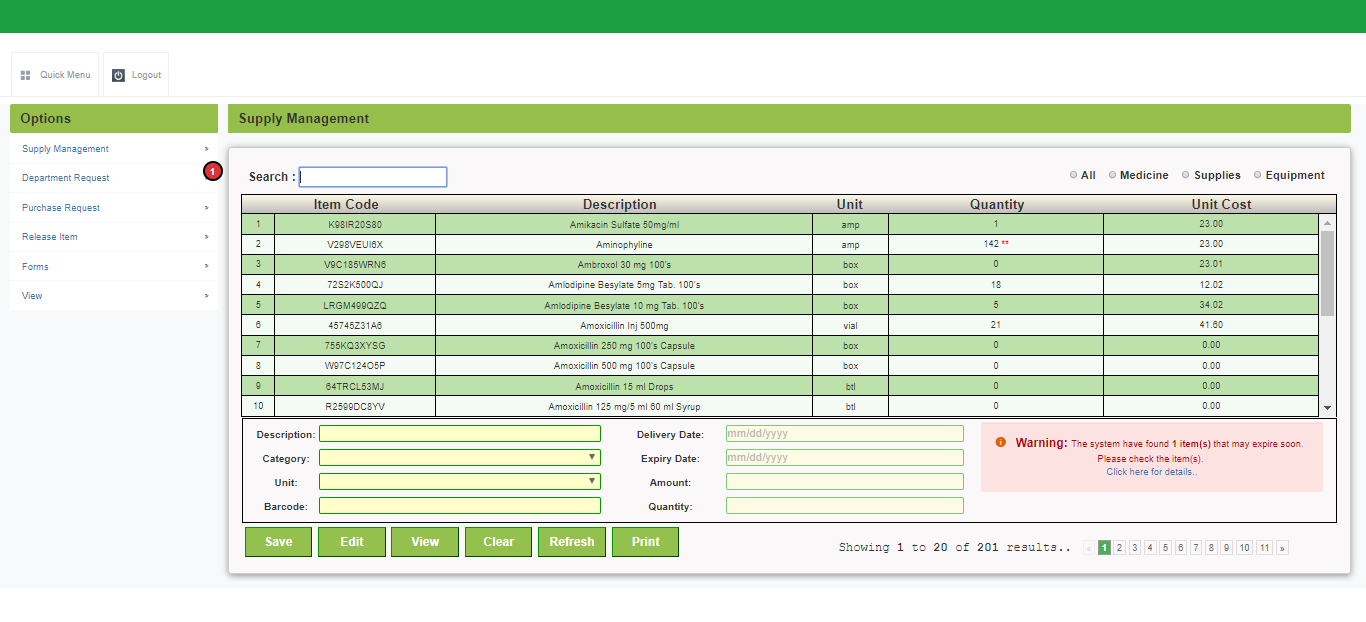 Quick Menu Logout
Options
Supply Management »
Department Request 1
Purchase Request »
Release Item »
Forms »
View »
Supply Management
Search : All Medicine Supplies Equipment
Item Code Description Unit Quantity Unit Cost
1 K98IR20S80 Amikacin Sulfate 50mg/ml amp 1 23.00
2 V298VEUI6X Aminophyline amp 142 ** 23.00
3 V9C185WRN6 Ambroxol 30 mg 100's box 0 23.01
4 72S2K500QJ Amlodipine Besylate 5mg Tab. 100's box 18 12.02
5 LRGM499QZQ Amlodipine Besylate 10 mg Tab. 100's box 5 34.02
6 45745Z31A6 Amoxicillin Inj 500mg vial 21 41.60
7 755KQ3XYSG Amoxicillin 250 mg 100's Capsule box 0 0.00
8 W97C124O5P Amoxicillin 500 mg 100's Capsule box 0 0.00
9 64TRCL53MJ Amoxicillin 15 ml Drops btl 0 0.00
10 R2599DC8YV Amoxicillin 125 mg/5 ml 60 ml Syrup btl 0 0.00
Description: Delivery Date: mm/dd/yyyy
Category: Expiry Date: mm/dd/yyyy
Unit: Amount:
Barcode: Quantity:
Warning: The system have found 1 item(s) that may expire soon.
Please check the item(s).
Click here for details..
Save Edit View Clear Refresh Print
Showing 1 to 20 of 201 results.. « 1 2 3 4 5 6 7 8 9 10 11 »